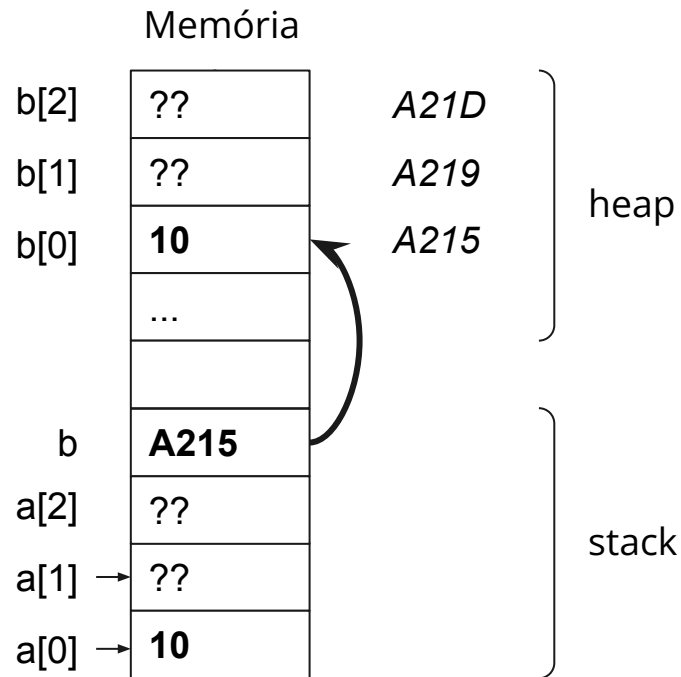 Memória
b[2] ?? A21D
b[1] ?? A219
b[0] 10 A215
heap
...
b A215
a[2] ??
stack
a[1] ??
a[0] 10